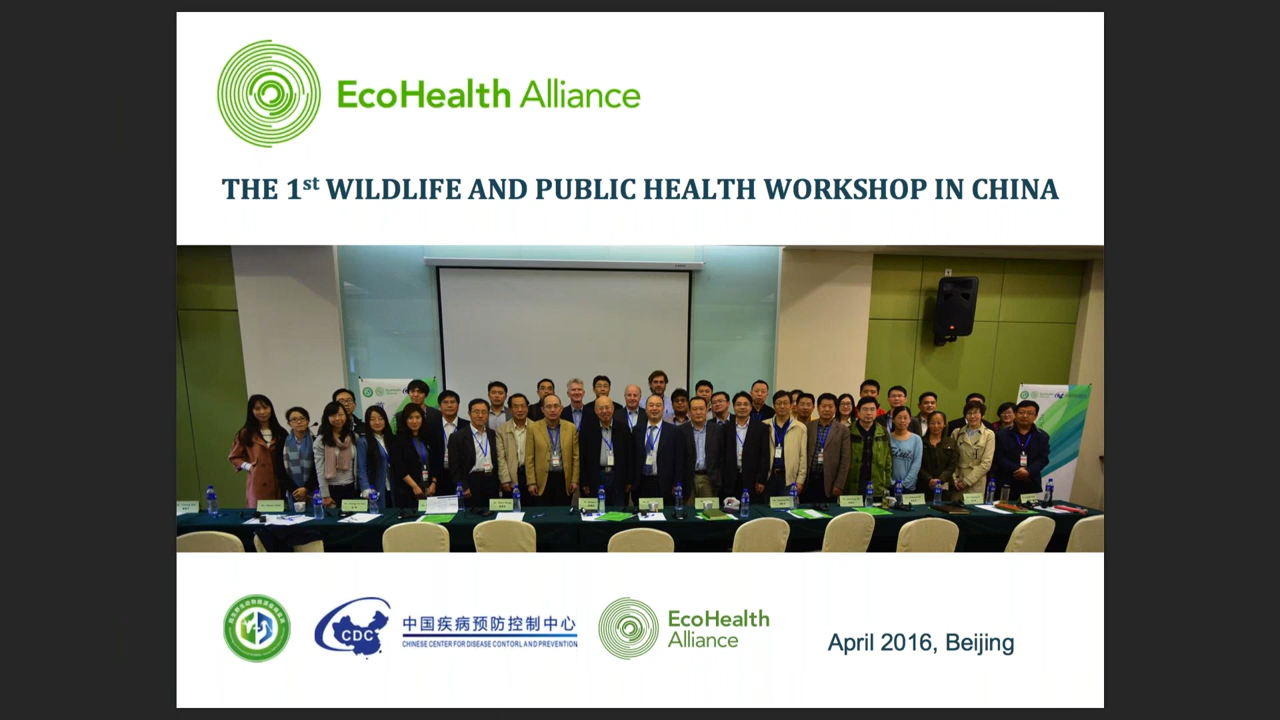 EcoHealth Alliance
THE 1st WILDLIFE AND PUBLIC HEALTH WORKSHOP IN CHINA
CDC
中国疾病预防控制中心
CHINESE CENTER FOR DISEASE CONTORL AND PREVENTION
EcoHealth
Alliance
April 2016, Beijing